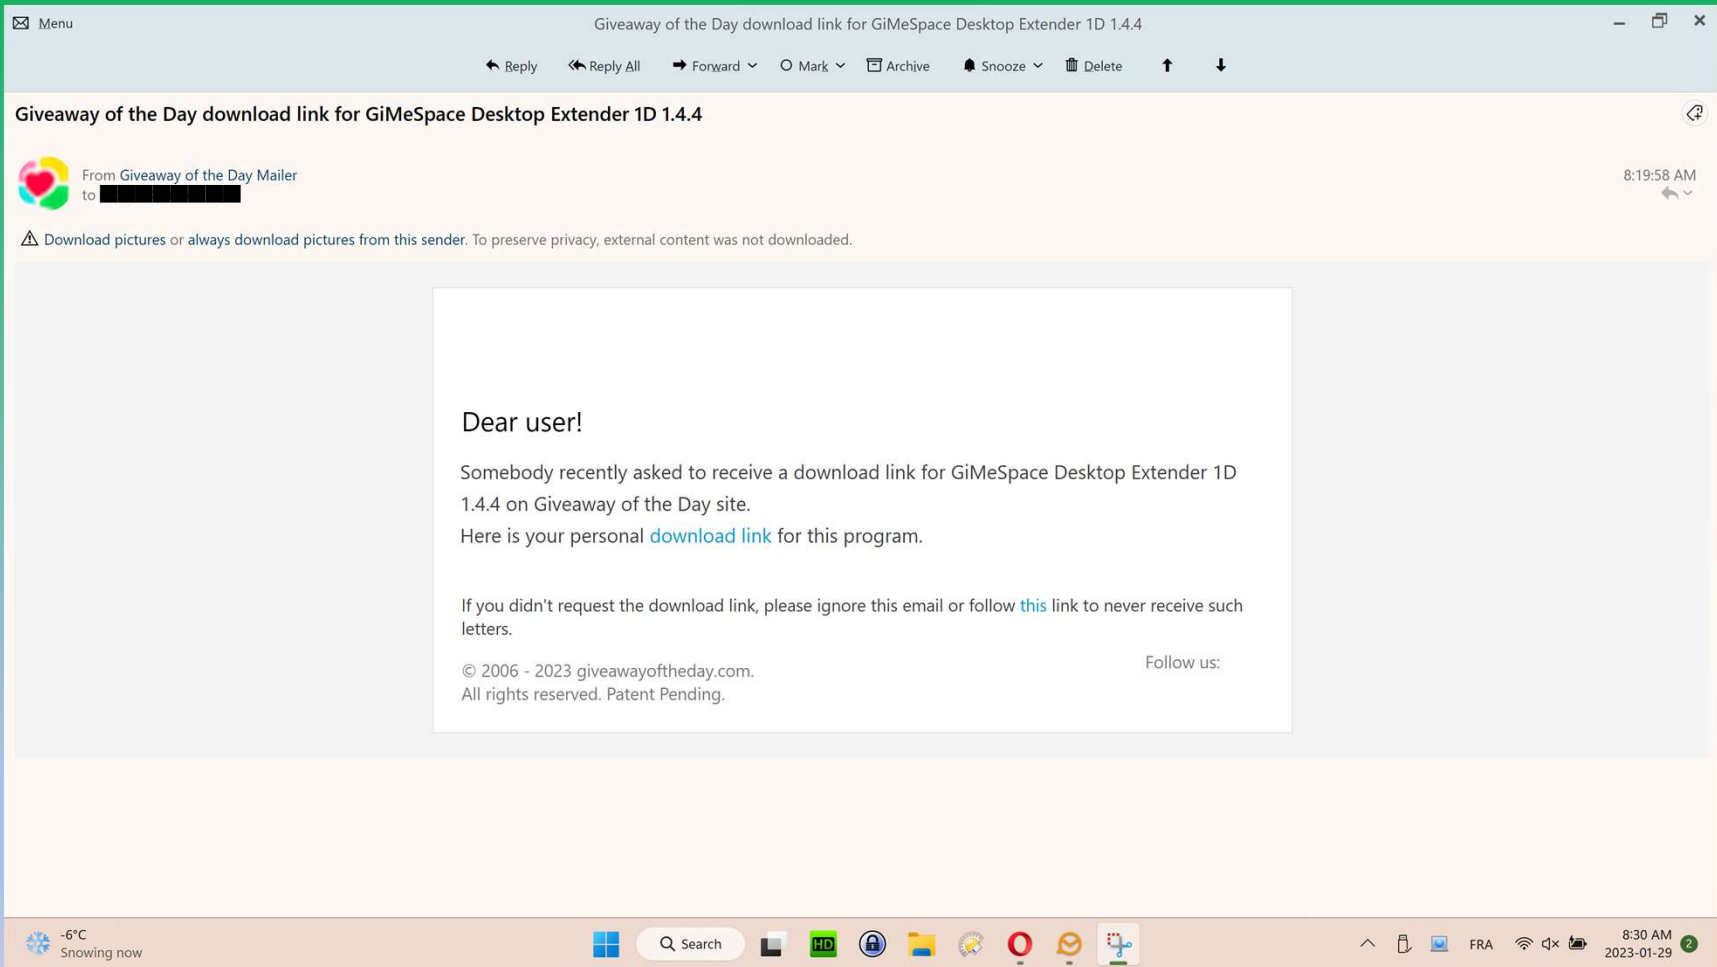 Menu
Giveaway of the Day download link for GiMeSpace Desktop Extender 1D 1.4.4
Reply
Reply All
Forward
Mark
Archive
Snooze
Delete
Giveaway of the Day download link for GiMeSpace Desktop Extender 1D 1.4.4
From Giveaway of the Day Mailer
to
8:19:58 AM
Download pictures or always download pictures from this sender. To preserve privacy, external content was not downloaded.
Dear user!
Somebody recently asked to receive a download link for GiMeSpace Desktop Extender 1D
1.4.4 on Giveaway of the Day site.
Here is your personal download link for this program.
If you didn't request the download link, please ignore this email or follow this link to never receive such
letters.
© 2006 - 2023 giveawayoftheday.com.
All rights reserved. Patent Pending.
Follow us:
-6°C
Snowing now
Search
HD
FRA
8:30 AM
2023-01-29
2